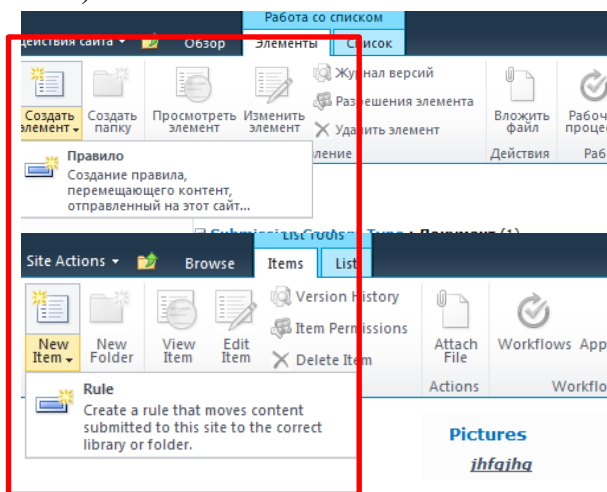 Работа со списком
действия сайта Обзор Элементы Список
Создать элемент
Создать папку
Просмотреть элемент
Изменить элемент
Журнал версий
Разрешения элемента
Удалить элемент
Вложить файл
Действия
Правило
Создание правила,
перемещающего контент,
отправленный на этот сайт...
List Tools
Site Actions Browse Items List
New Item
New Folder
View Item
Edit Item
Version History
Item Permissions
Delete Item
Attach File
Workflows
Actions
Rule
Create a rule that moves content
submitted to this site to the correct
library or folder.
Pictures
jhfgjhg